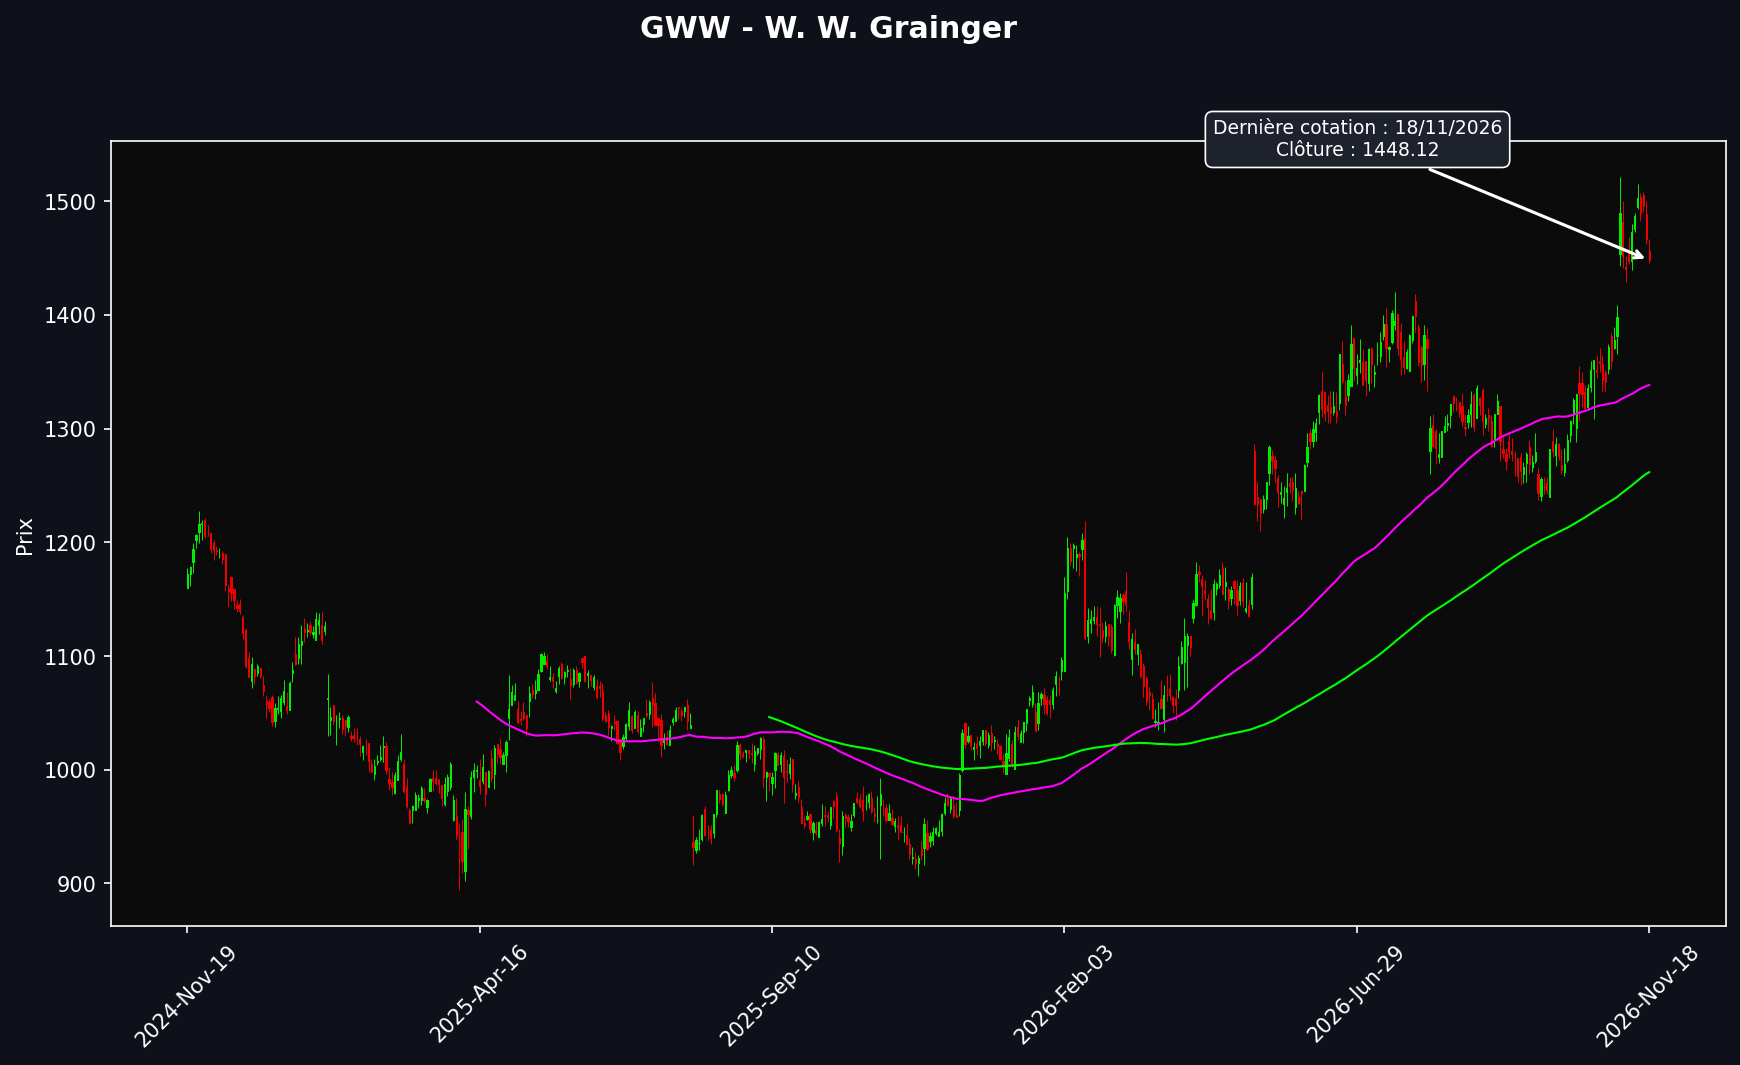 GWW - W. W. Grainger
Dernière cotation : 18/11/2026
Clôture : 1448.12
1500
1400
1300
1200
1100
1000
900
Prix
2024-Nov-19
2025-Apr-16
2025-Sep-10
2026-Feb-03
2026-Jun-29
2026-Nov-18